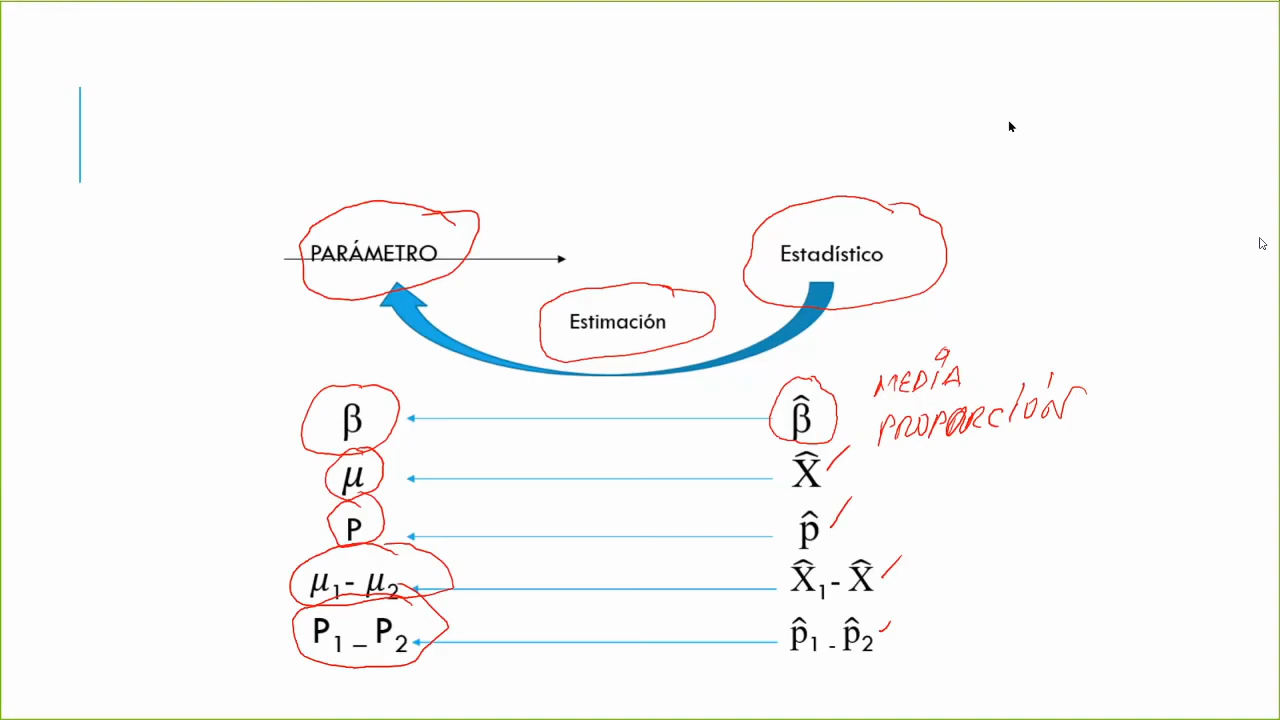 PARÁMETRO
Estadístico
Estimación
MEDIA
PROPORCIÓN
β
β̂
μ
X̂
P
p̂
μ₁- μ₂
X̂₁- X̂
P₁ – P₂
p̂₁ - p̂₂